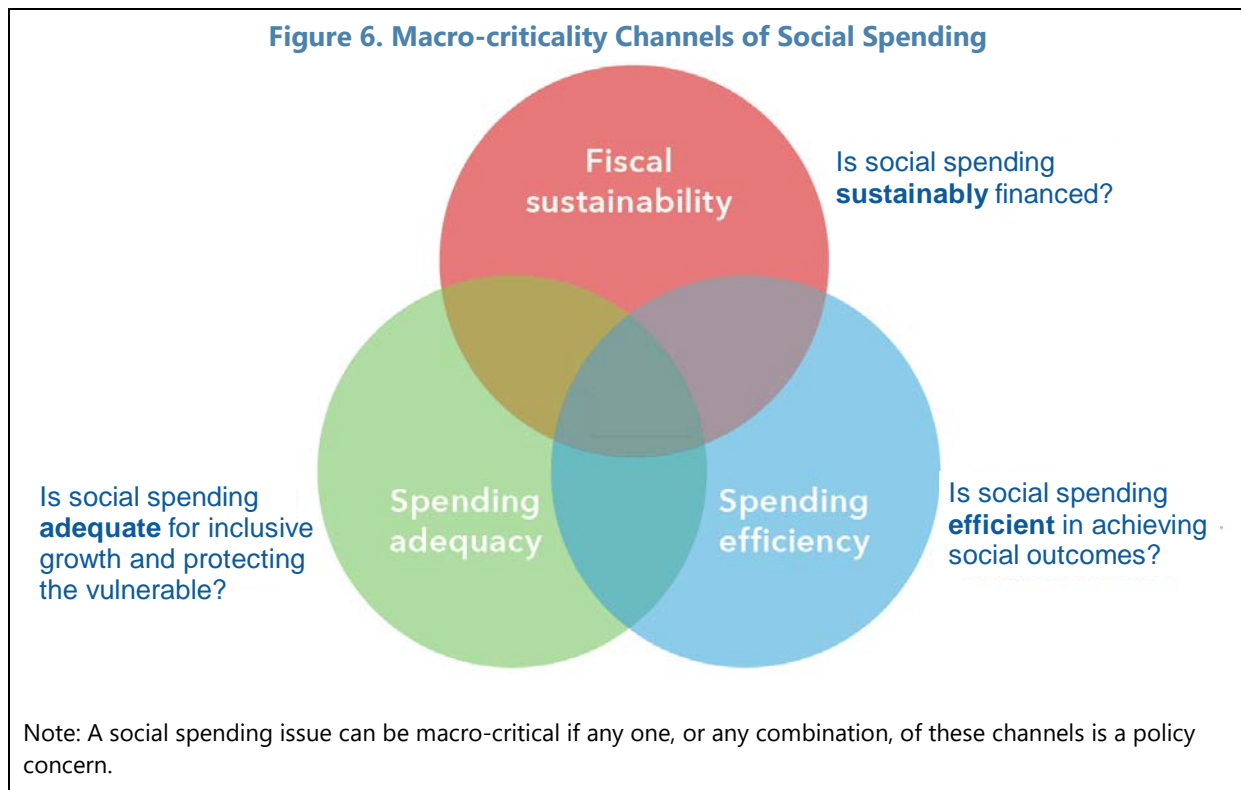 Figure 6. Macro-criticality Channels of Social Spending
Fiscal
sustainability
Is social spending
sustainably financed?
Is social spending
adequate for inclusive
growth and protecting
the vulnerable?
Spending
adequacy
Spending
efficiency
Is social spending
efficient in achieving
social outcomes?
Note: A social spending issue can be macro-critical if any one, or any combination, of these channels is a policy
concern.